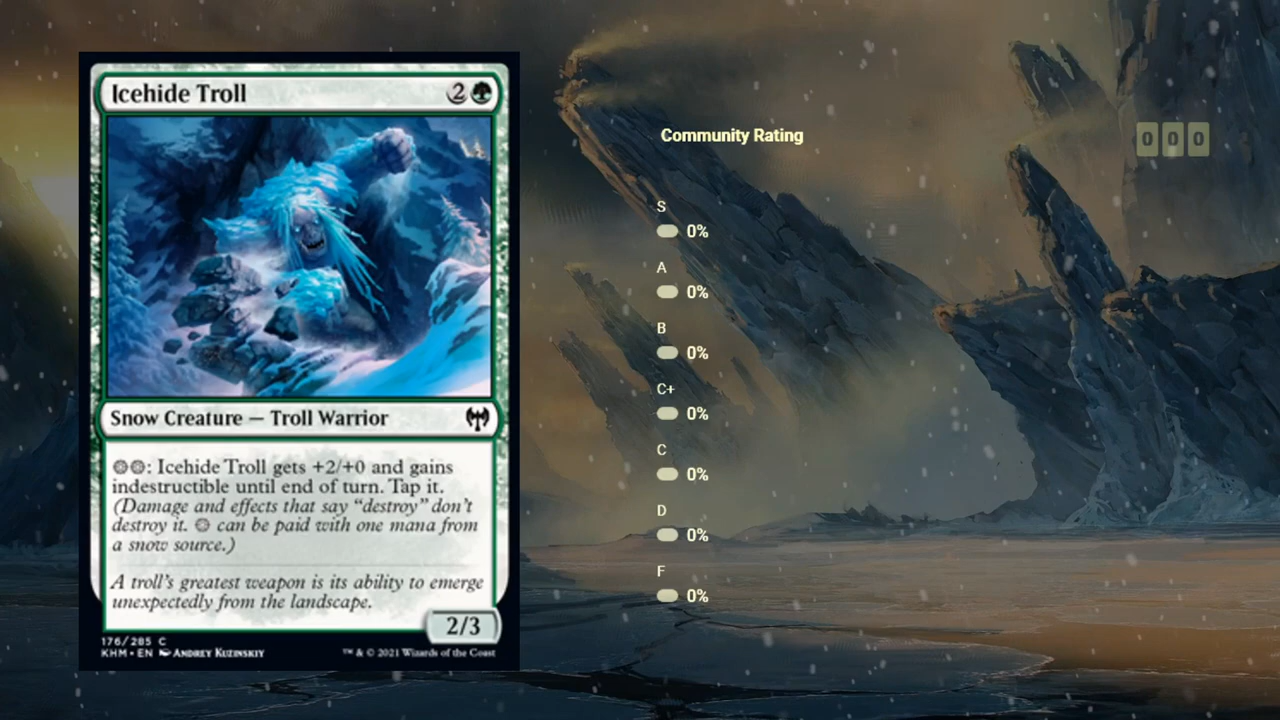 Icehide Troll 2
Snow Creature — Troll Warrior
: Icehide Troll gets +2/+0 and gains
indestructible until end of turn. Tap it.
(Damage and effects that say “destroy” don’t
destroy it. can be paid with one mana from
a snow source.)
A troll’s greatest weapon is its ability to emerge
unexpectedly from the landscape.
2/3
176/285 C
KHM • EN Andrey Kuzinskiy
™ & © 2021 Wizards of the Coast
Community Rating
0 0 0
S
0%
A
0%
B
0%
C+
0%
C
0%
D
0%
F
0%